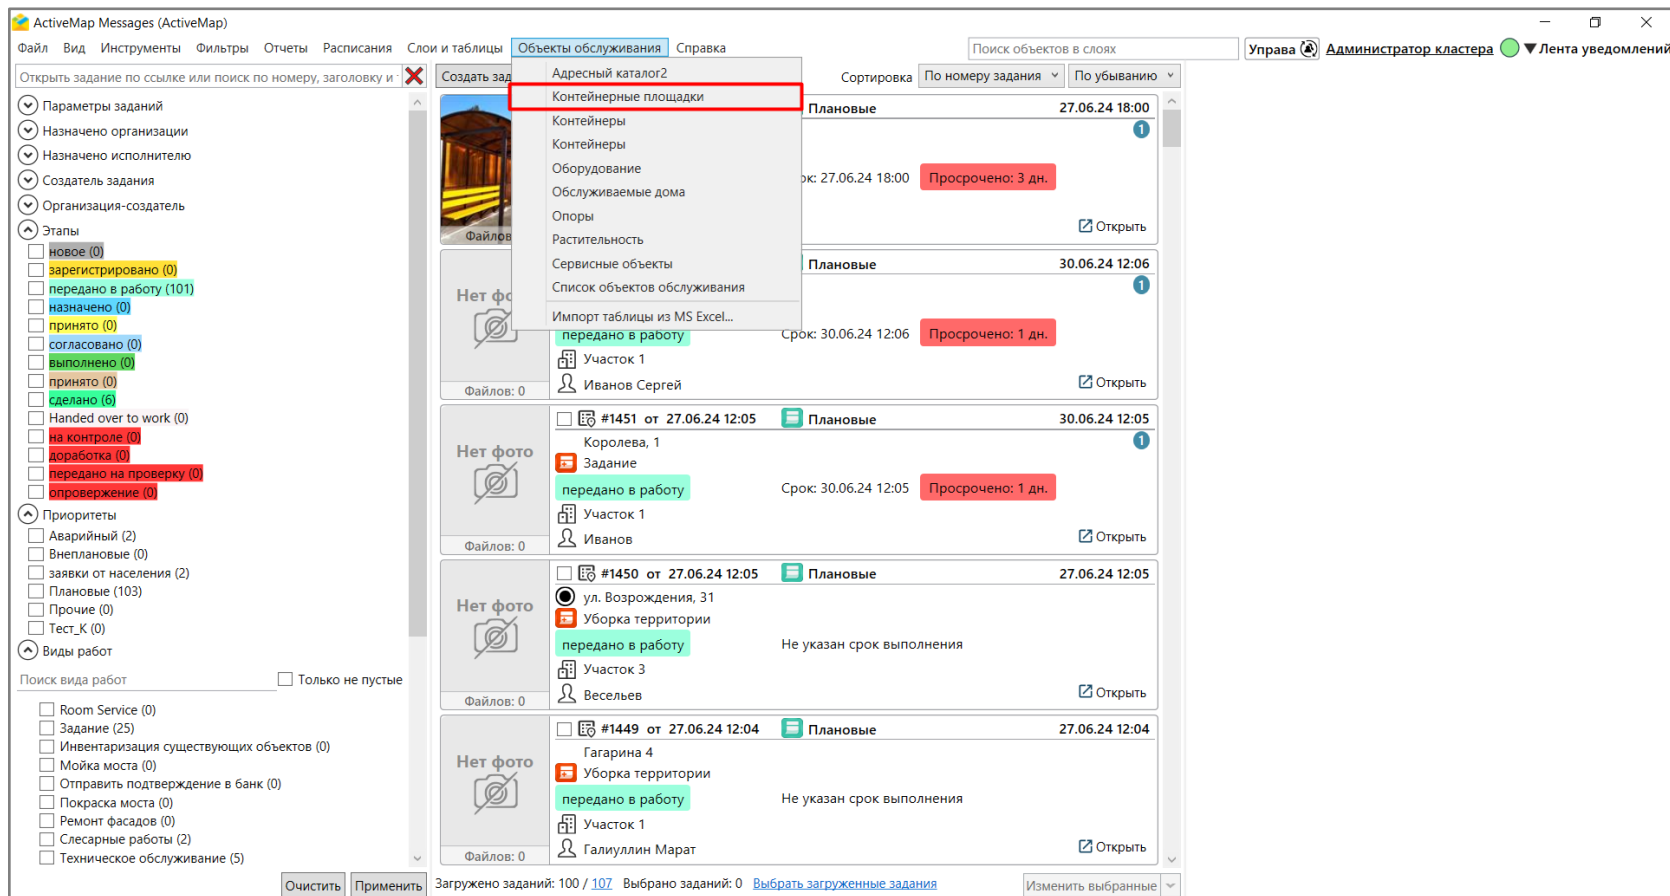 ActiveMap Messages (ActiveMap)
Файл Вид Инструменты Фильтры Отчеты Расписания Слои и таблицы Объекты обслуживания Справка
Поиск объектов в слоях
Управа
Администратор кластера
Лента уведомлений
Открыть задание по ссылке или поиск по номеру, заголовку и
Параметры заданий
Назначено организации
Назначено исполнителю
Создатель задания
Организация-создатель
Этапы
новое (0)
зарегистрировано (0)
передано в работу (101)
назначено (0)
принято (0)
согласовано (0)
выполнено (0)
принято (0)
сделано (6)
Handed over to work (0)
на контроле (0)
доработка (0)
передано на проверку (0)
опровержение (0)
Приоритеты
Аварийный (2)
Внеплановые (0)
заявки от населения (2)
Плановые (103)
Прочие (0)
Тест_К (0)
Виды работ
Поиск вида работ
Только не пустые
Room Service (0)
Задание (25)
Инвентаризация существующих объектов (0)
Мойка моста (0)
Отправить подтверждение в банк (0)
Покраска моста (0)
Ремонт фасадов (0)
Слесарные работы (2)
Техническое обслуживание (5)
Очистить Применить
Создать зад
Сортировка По номеру задания По убыванию
Адресный каталог2
Контейнерные площадки
Контейнеры
Контейнеры
Оборудование
Обслуживаемые дома
Опоры
Растительность
Сервисные объекты
Список объектов обслуживания
Импорт таблицы из MS Excel...
Плановые 27.06.24 18:00
1
ок: 27.06.24 18:00 Просрочено: 3 дн.
Файлов
Открыть
Плановые 30.06.24 12:06
1
Нет фо
передано в работу Срок: 30.06.24 12:06 Просрочено: 1 дн.
Участок 1
Иванов Сергей
Файлов: 0
Открыть
#1451 от 27.06.24 12:05 Плановые 30.06.24 12:05
1
Нет фото
Королева, 1
Задание
передано в работу Срок: 30.06.24 12:05 Просрочено: 1 дн.
Участок 1
Иванов
Файлов: 0
Открыть
#1450 от 27.06.24 12:05 Плановые 27.06.24 12:05
Нет фото
ул. Возрождения, 31
Уборка территории
передано в работу Не указан срок выполнения
Участок 3
Весельев
Файлов: 0
Открыть
#1449 от 27.06.24 12:04 Плановые 27.06.24 12:04
Нет фото
Гагарина 4
Уборка территории
передано в работу Не указан срок выполнения
Участок 1
Галиуллин Марат
Файлов: 0
Открыть
Загружено заданий: 100 / 107 Выбрано заданий: 0 Выбрать загруженные задания
Изменить выбранные